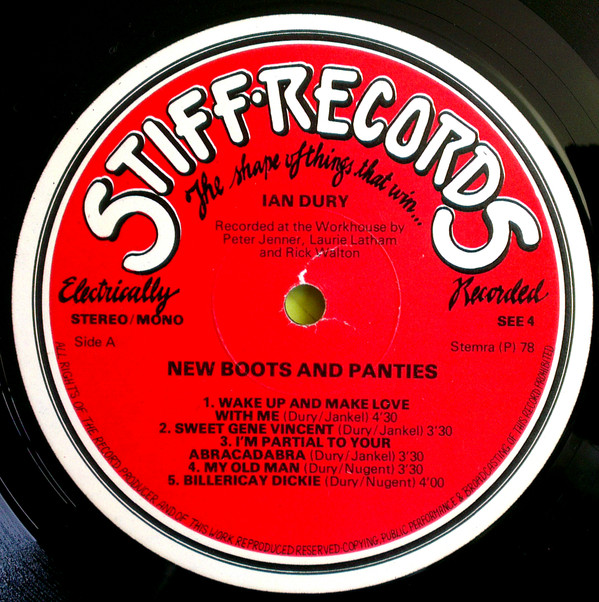 STIFF·RECORDS
The shape of things that win...
IAN DURY
Recorded at the Workhouse by
Peter Jenner, Laurie Latham
and Rick Walton
Electrically
Recorded
STEREO/MONO
SEE 4
Side A
Stemra (P) 78
NEW BOOTS AND PANTIES
1. WAKE UP AND MAKE LOVE
WITH ME (Dury/Jankel) 4'30
2. SWEET GENE VINCENT (Dury/Jankel) 3'30
3. I'M PARTIAL TO YOUR
ABRACADABRA (Dury/Jankel) 3'30
4. MY OLD MAN (Dury/Nugent) 3'30
5. BILLERICAY DICKIE (Dury/Nugent) 4'00
ALL RIGHTS OF THE RECORD PRODUCER AND/OF THIS WORK REPRODUCED RESERVED·COPYING, PUBLIC PERFORMANCE & BROADCASTING OF THIS RECORD PROHIBITED